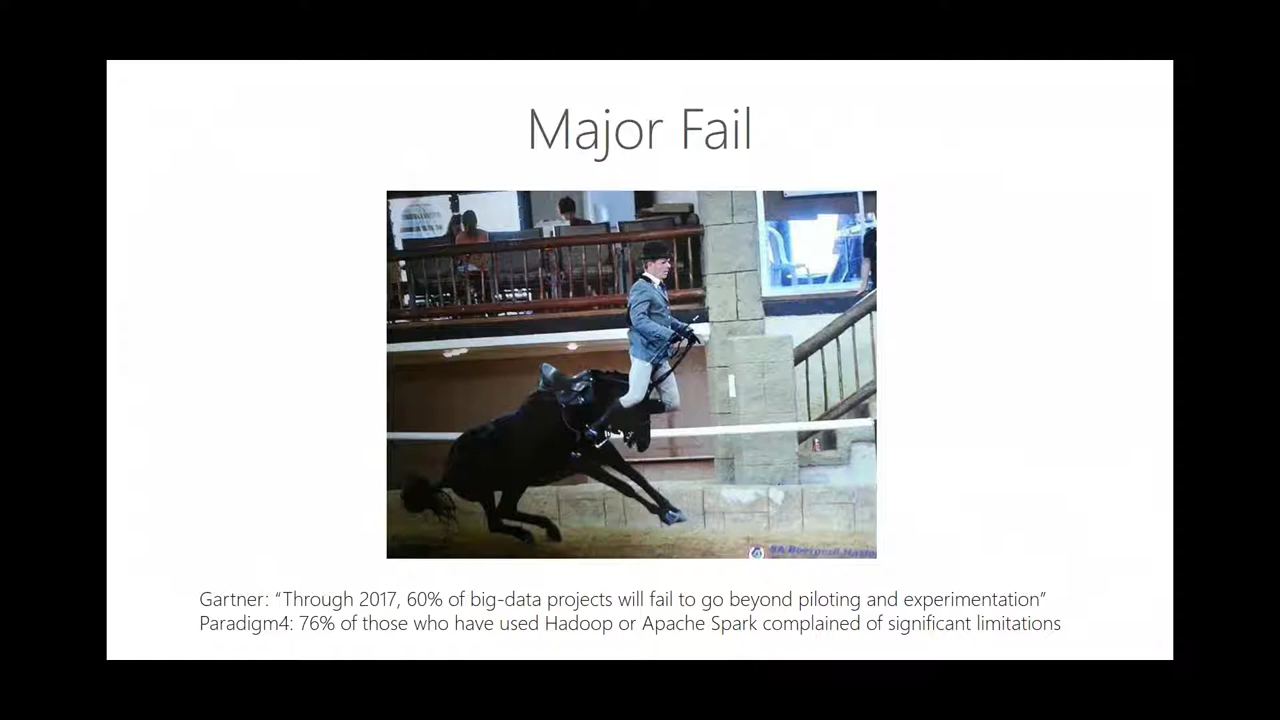 Major Fail
Gartner: “Through 2017, 60% of big-data projects will fail to go beyond piloting and experimentation”
Paradigm4: 76% of those who have used Hadoop or Apache Spark complained of significant limitations